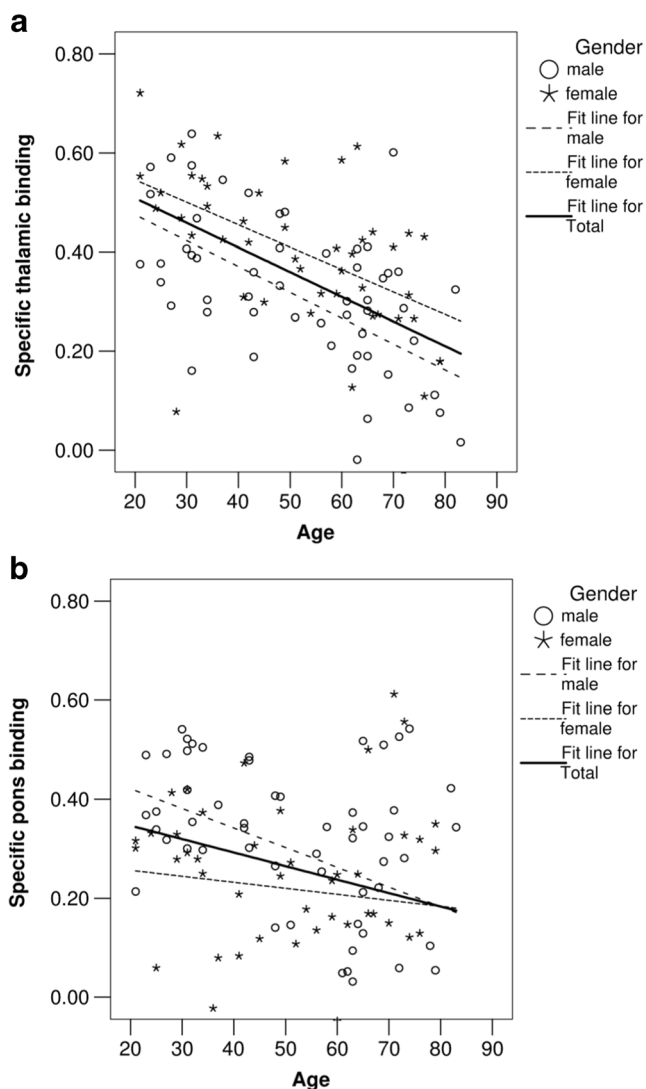 a
Gender
male
female
Fit line for
male
Fit line for
female
Fit line for
Total
Specific thalamic binding
0.80
0.60
0.40
0.20
0.00
20 30 40 50 60 70 80 90
Age
b
Gender
male
female
Fit line for
male
Fit line for
female
Fit line for
Total
Specific pons binding
0.80
0.60
0.40
0.20
0.00
20 30 40 50 60 70 80 90
Age